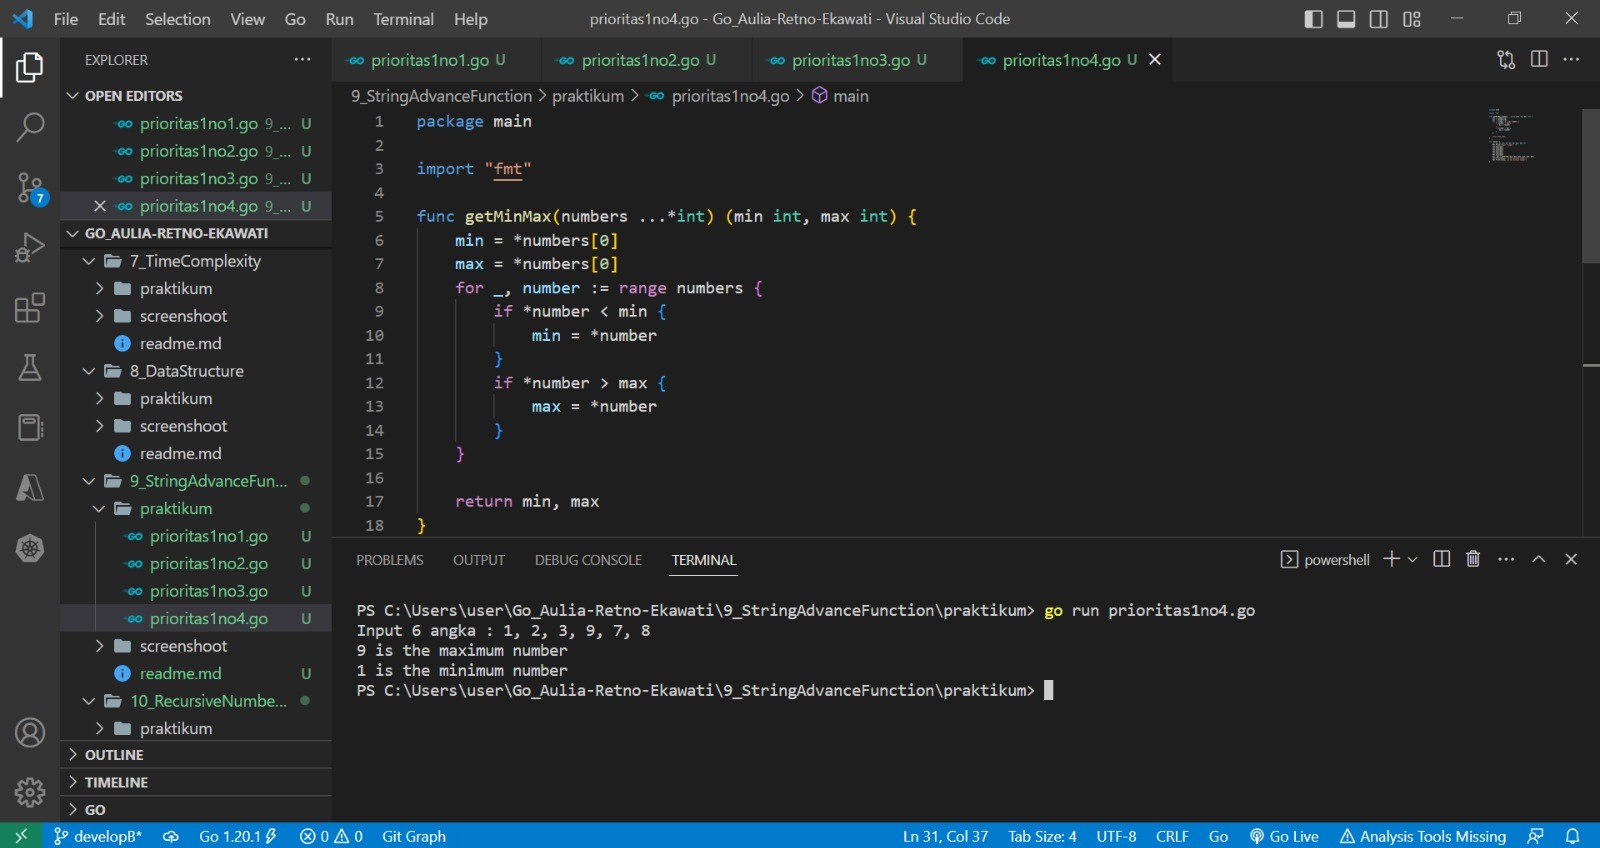 File Edit Selection View Go Run Terminal Help
prioritas1no4.go - Go_Aulia-Retno-Ekawati - Visual Studio Code
EXPLORER
OPEN EDITORS
prioritas1no1.go 9_... U
prioritas1no2.go 9_... U
prioritas1no3.go 9_... U
prioritas1no4.go 9_... U
GO_AULIA-RETNO-EKAWATI
7_TimeComplexity
praktikum
screenshoot
readme.md
8_DataStructure
praktikum
screenshoot
readme.md
9_StringAdvanceFun...
praktikum
prioritas1no1.go U
prioritas1no2.go U
prioritas1no3.go U
prioritas1no4.go U
screenshoot
readme.md U
10_RecursiveNumbe...
praktikum
OUTLINE
TIMELINE
GO
7
prioritas1no1.go U
prioritas1no2.go U
prioritas1no3.go U
prioritas1no4.go U
9_StringAdvanceFunction > praktikum > prioritas1no4.go > main
1 package main
2
3 import "fmt"
4
5 func getMinMax(numbers ...*int) (min int, max int) {
6 min = *numbers[0]
7 max = *numbers[0]
8 for _, number := range numbers {
9 if *number < min {
10 min = *number
11 }
12 if *number > max {
13 max = *number
14 }
15 }
16
17 return min, max
18 }
PROBLEMS OUTPUT DEBUG CONSOLE TERMINAL
powershell
PS C:\Users\user\Go_Aulia-Retno-Ekawati\9_StringAdvanceFunction\praktikum> go run prioritas1no4.go
Input 6 angka : 1, 2, 3, 9, 7, 8
9 is the maximum number
1 is the minimum number
PS C:\Users\user\Go_Aulia-Retno-Ekawati\9_StringAdvanceFunction\praktikum>
developB* Go 1.20.1 0 0 Git Graph
Ln 31, Col 37 Tab Size: 4 UTF-8 CRLF Go Go Live Analysis Tools Missing